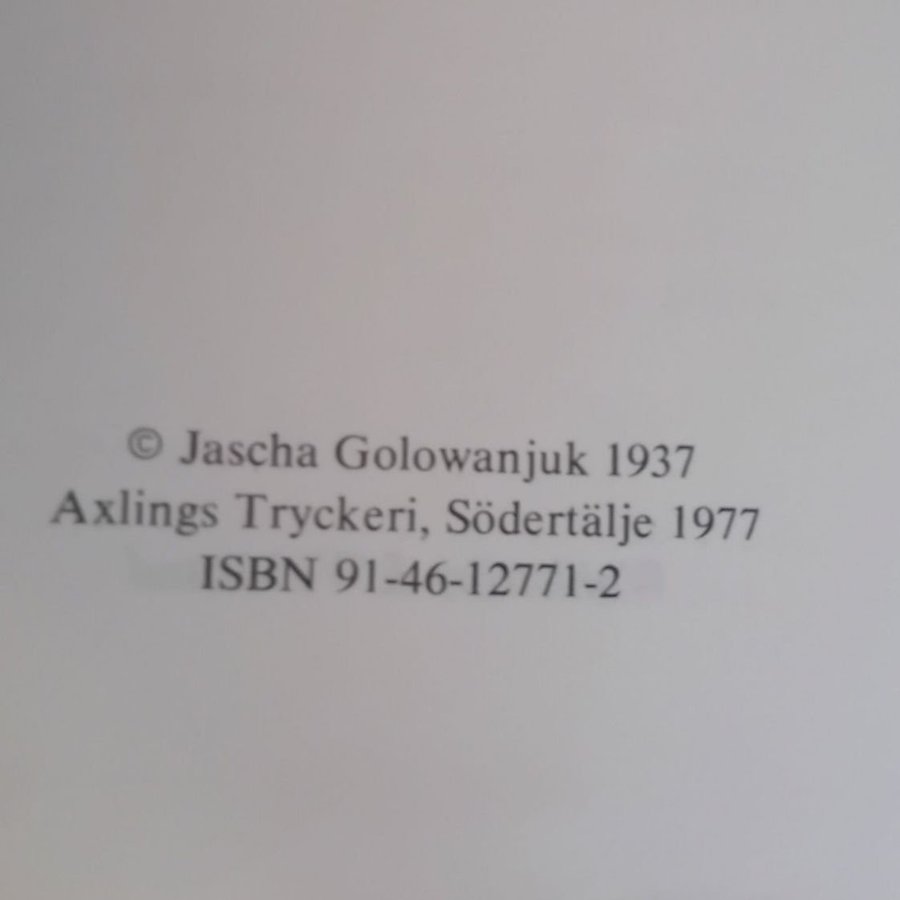 © Jascha Golowanjuk 1937
Axlings Tryckeri, Södertälje 1977
ISBN 91-46-12771-2